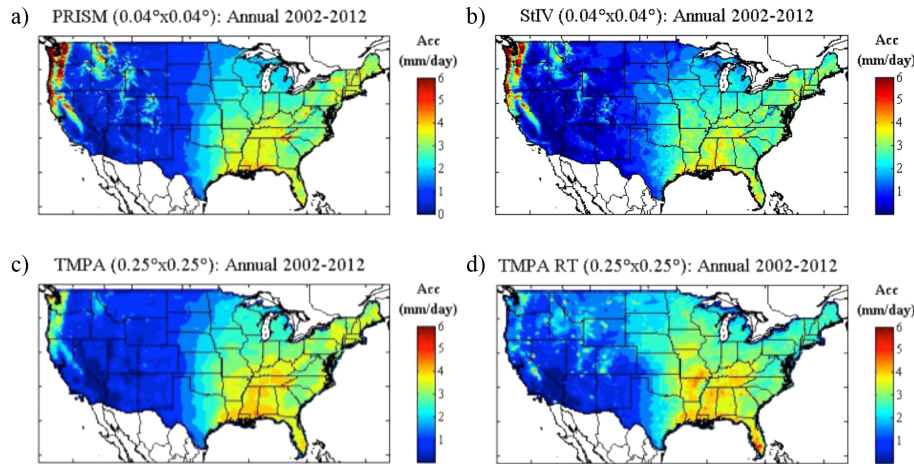 a) PRISM (0.04°x0.04°): Annual 2002-2012
Acc
(mm/day)
6
5
4
3
2
1
0
b) StIV (0.04°x0.04°): Annual 2002-2012
Acc
(mm/day)
6
5
4
3
2
1
c) TMPA (0.25°x0.25°): Annual 2002-2012
Acc
(mm/day)
6
5
4
3
2
1
0
d) TMPA RT (0.25°x0.25°): Annual 2002-2012
Acc
(mm/day)
6
5
4
3
2
1
0